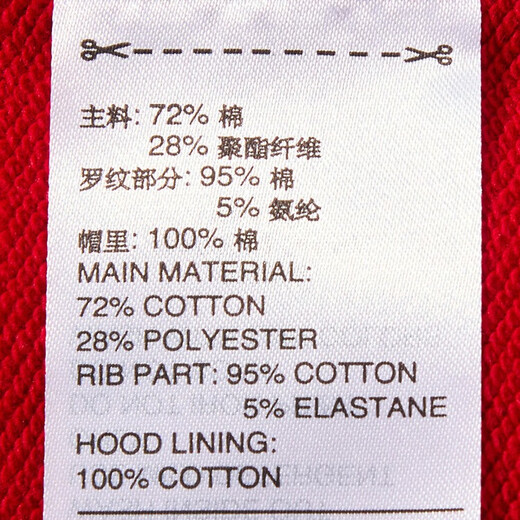 主料: 72% 棉
28% 聚酯纤维
罗纹部分: 95% 棉
5% 氨纶
帽里: 100% 棉
MAIN MATERIAL:
72% COTTON
28% POLYESTER
RIB PART: 95% COTTON
5% ELASTANE
HOOD LINING:
100% COTTON